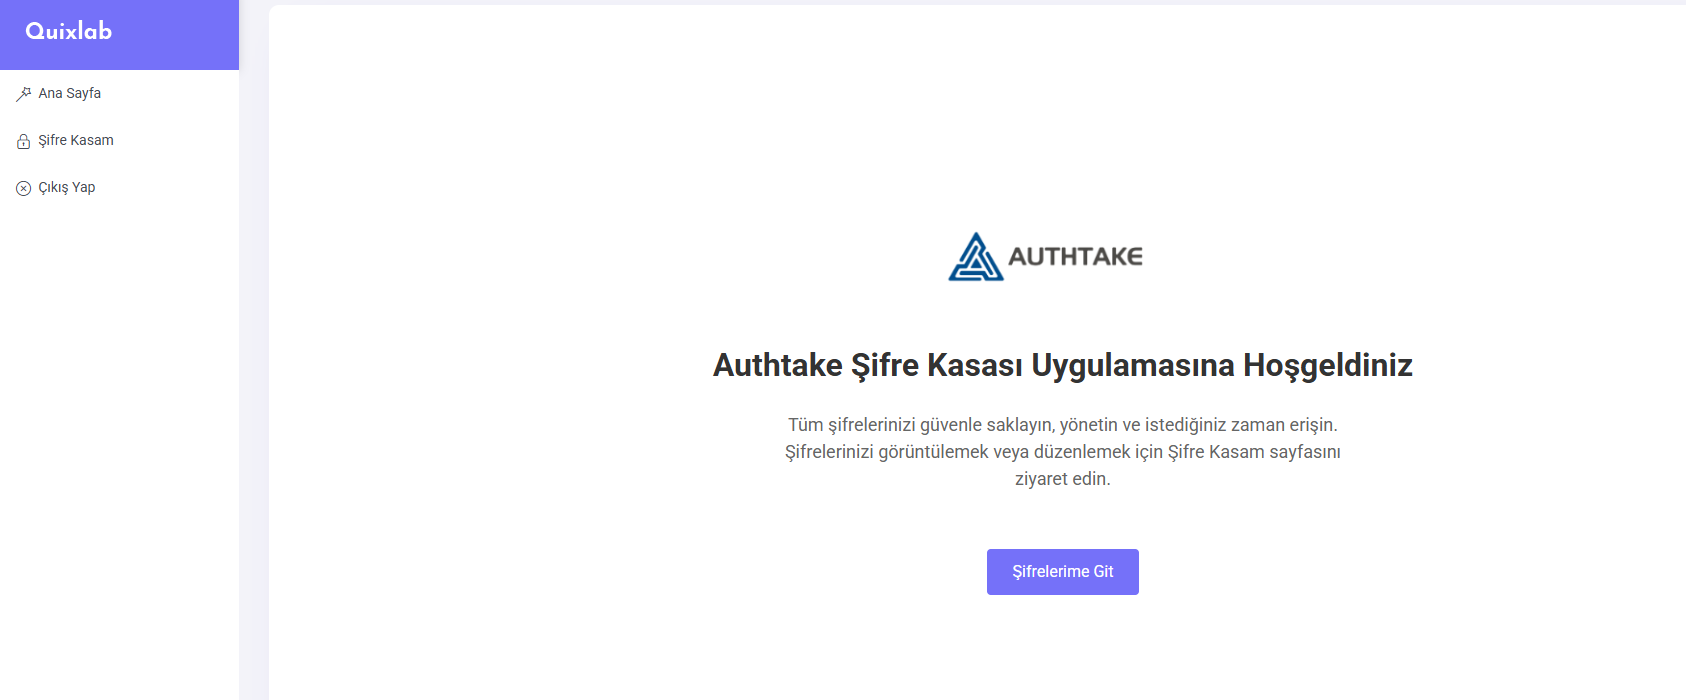 Quixlab
Ana Sayfa
Şifre Kasam
Çıkış Yap
AUTHTAKE
Authtake Şifre Kasası Uygulamasına Hoşgeldiniz
Tüm şifrelerinizi güvenle saklayın, yönetin ve istediğiniz zaman erişin.
Şifrelerinizi görüntülemek veya düzenlemek için Şifre Kasam sayfasını
ziyaret edin.
Şifrelerime Git